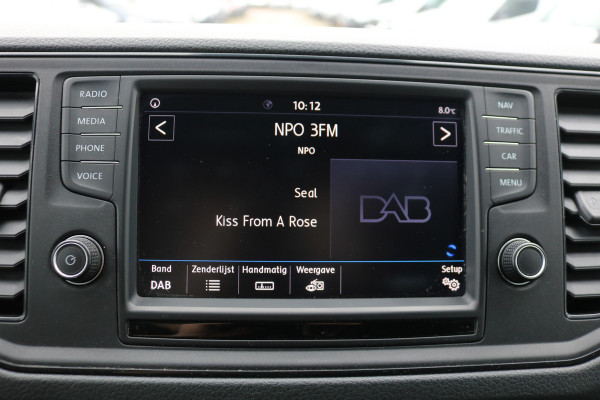 RADIO
MEDIA
PHONE
VOICE
10:12
8.0°C
NPO 3FM
NPO
Seal
Kiss From A Rose
DAB
Band
DAB
Zenderlijst
Handmatig
Weergave
Setup
NAV
TRAFFIC
CAR
MENU